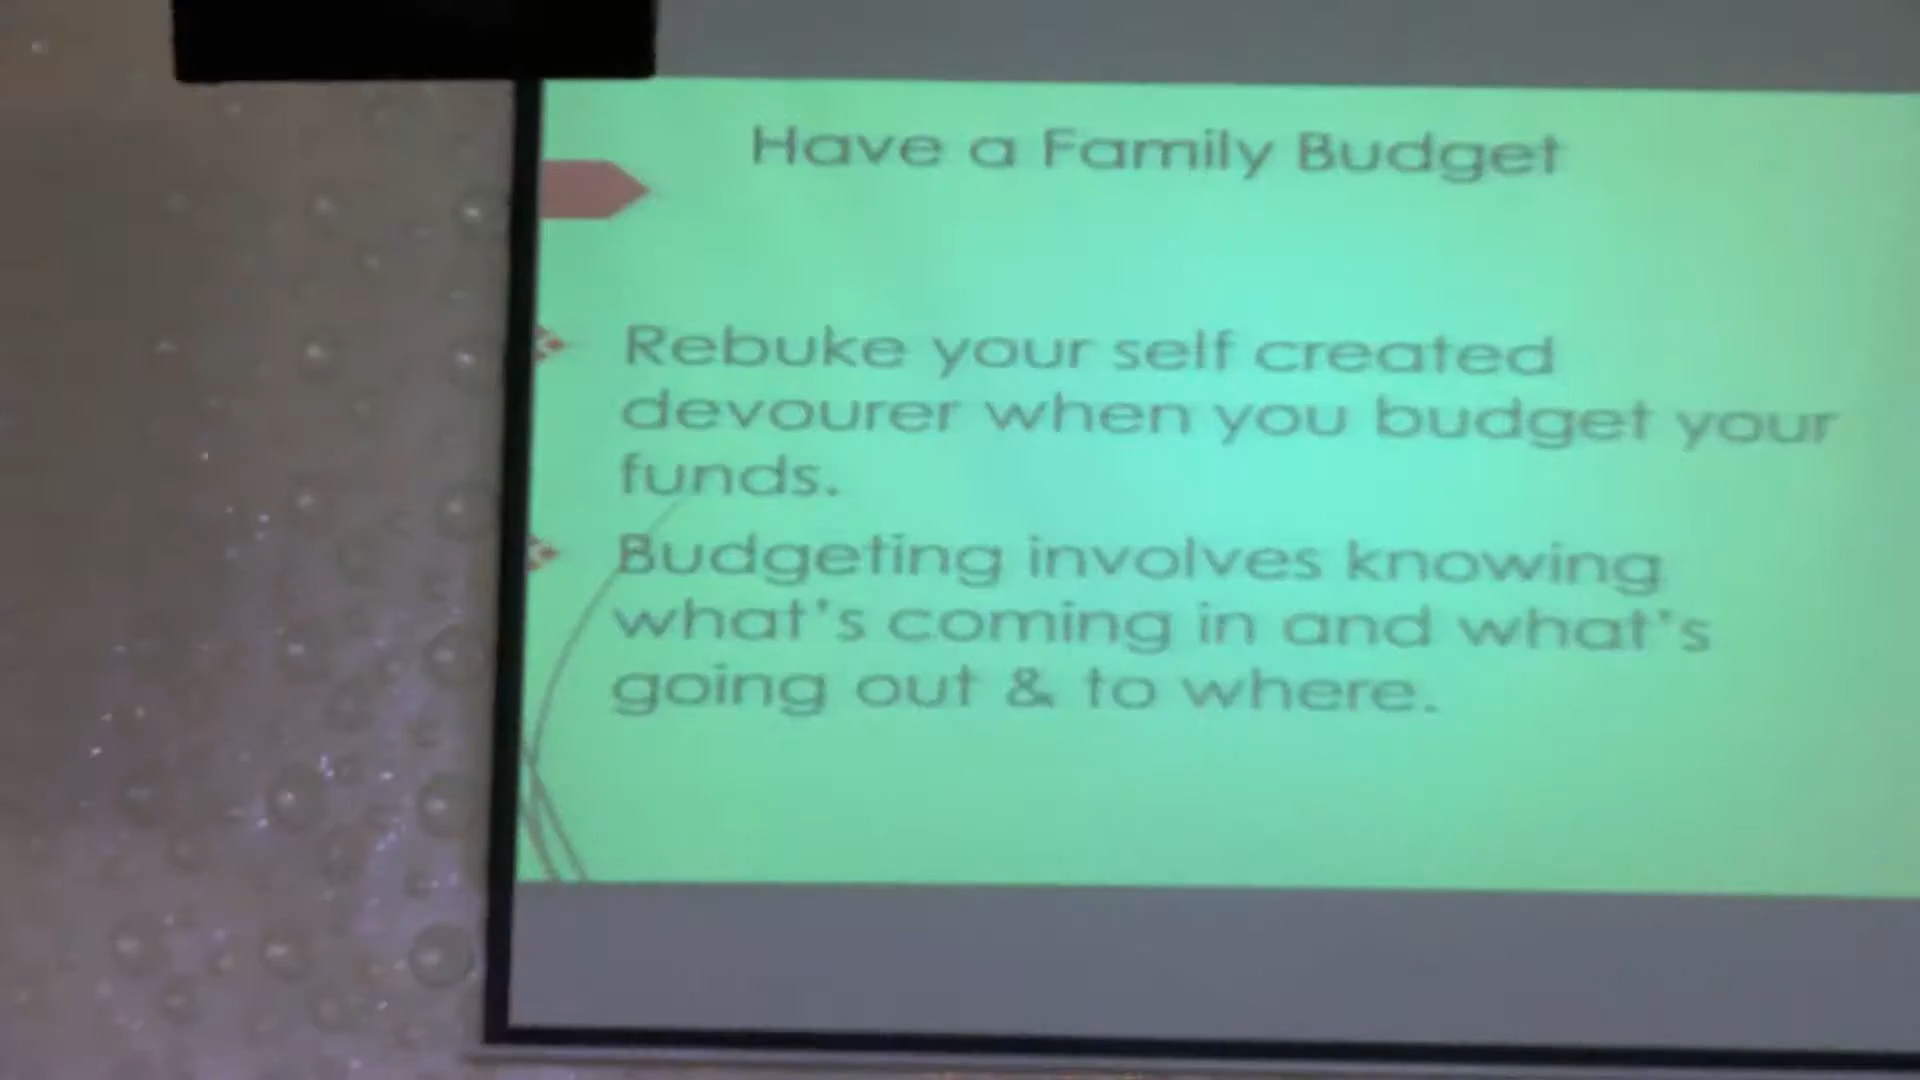 Have a Family Budget
Rebuke your self created
devourer when you budget your
funds.
Budgeting involves knowing
what's coming in and what's
going out & to where.